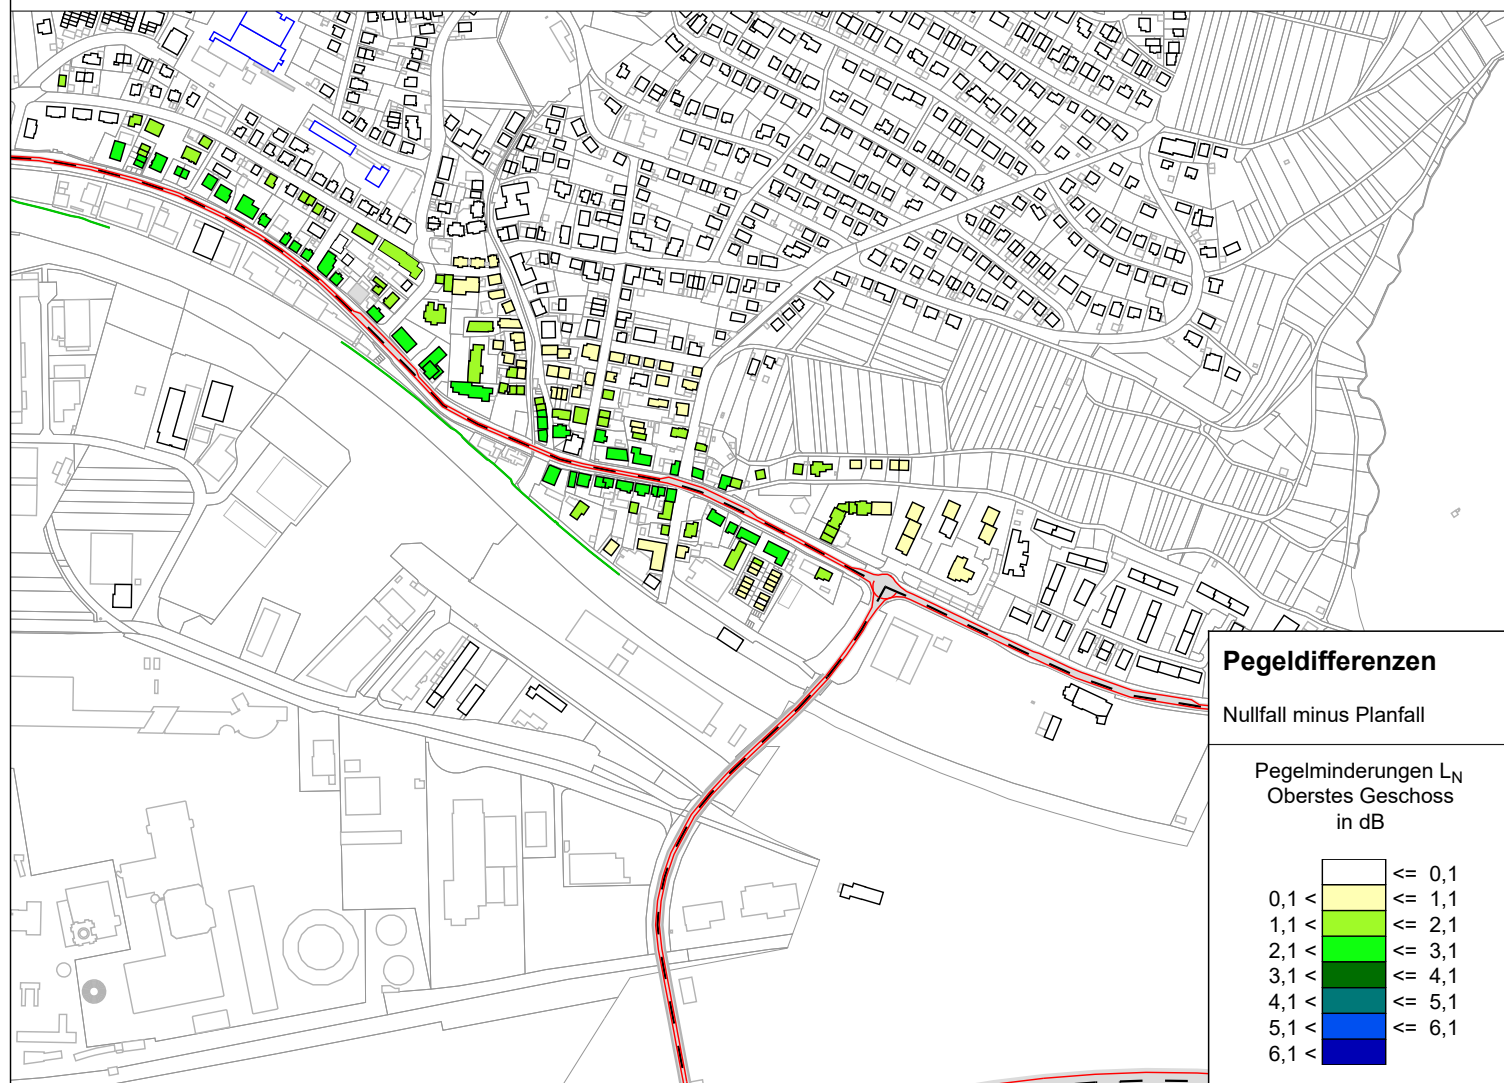 Pegeldifferenzen
Nullfall minus Planfall
Pegelminderungen L_N
Oberstes Geschoss
in dB
<= 0,1
0,1 < <= 1,1
1,1 < <= 2,1
2,1 < <= 3,1
3,1 < <= 4,1
4,1 < <= 5,1
5,1 < <= 6,1
6,1 <